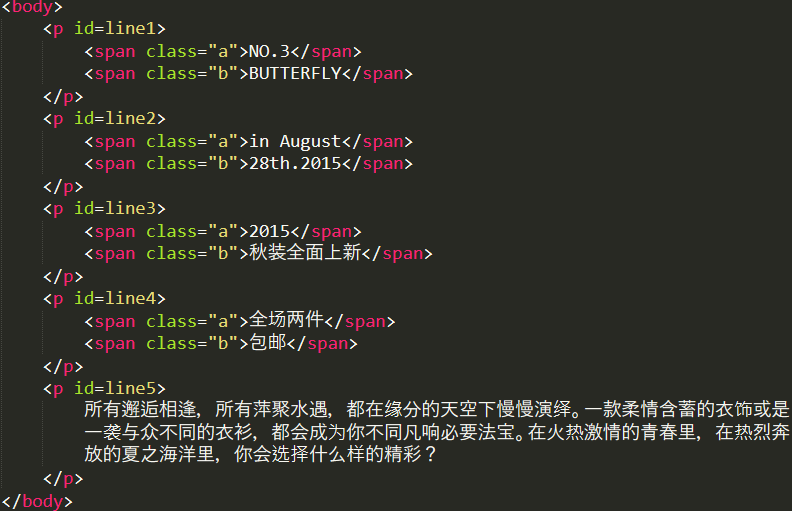 <body>
<p id=line1>
<span class="a">NO.3</span>
<span class="b">BUTTERFLY</span>
</p>
<p id=line2>
<span class="a">in August</span>
<span class="b">28th.2015</span>
</p>
<p id=line3>
<span class="a">2015</span>
<span class="b">秋装全面上新</span>
</p>
<p id=line4>
<span class="a">全场两件</span>
<span class="b">包邮</span>
</p>
<p id=line5>
所有邂逅相逢，所有萍聚水遇，都在缘分的天空下慢慢演绎。一款柔情含蓄的衣饰或是
一袭与众不同的衣衫，都会成为你不同凡响必要法宝。在火热激情的青春里，在热烈奔
放的夏之海洋里，你会选择什么样的精彩？
</p>
</body>